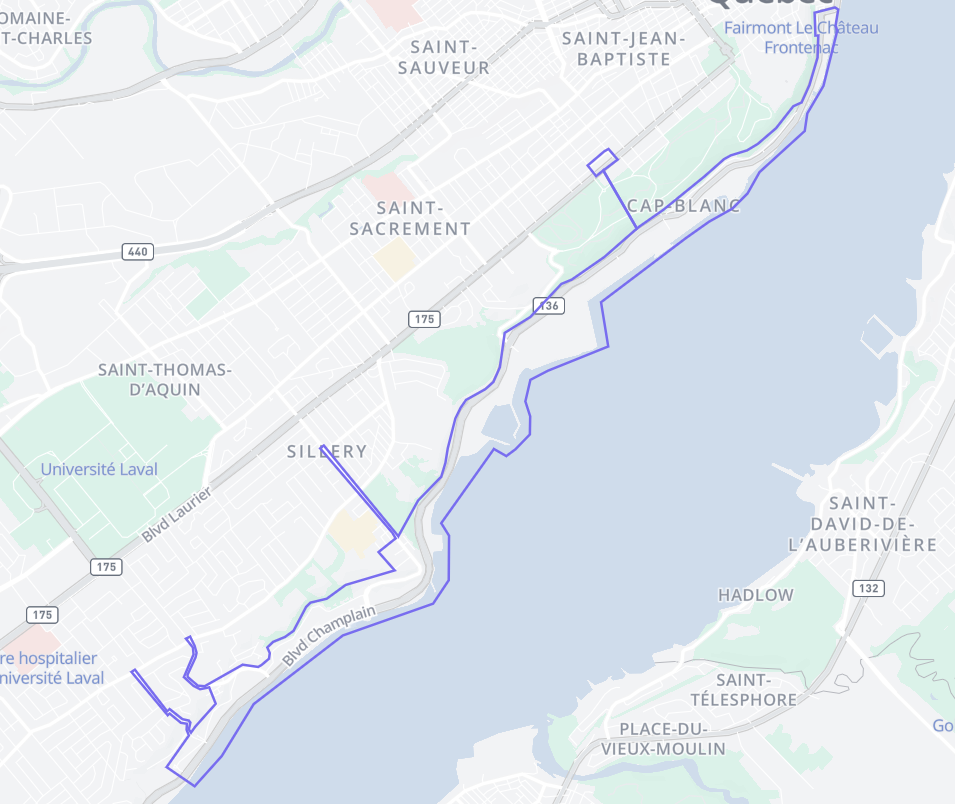 Québec
OMAINE-
T-CHARLES
SAINT-
SAUVEUR
SAINT-JEAN-
BAPTISTE
Fairmont Le Château
Frontenac
SAINT-
SACREMENT
CAP-BLANC
440
136
175
SAINT-THOMAS-
D'AQUIN
SILLERY
Université Laval
Blvd Laurier
SAINT-
DAVID-DE-
L'AUBERIVIÈRE
175
HADLOW
132
175
Blvd Champlain
re hospitalier
niversité Laval
SAINT-
TÉLESPHORE
PLACE-DU-
VIEUX-MOULIN
Go